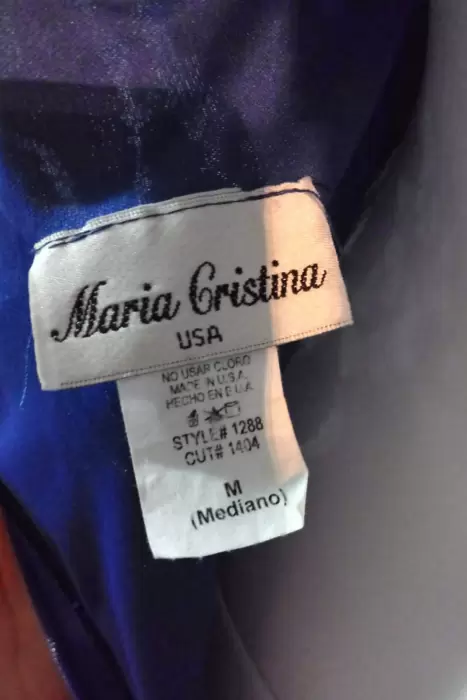 Maria Cristina
USA
NO USAR CLORO
MADE IN U.S.A.
HECHO EN E.U.A.
STYLE# 1288
CUT# 1404
M
(Mediano)